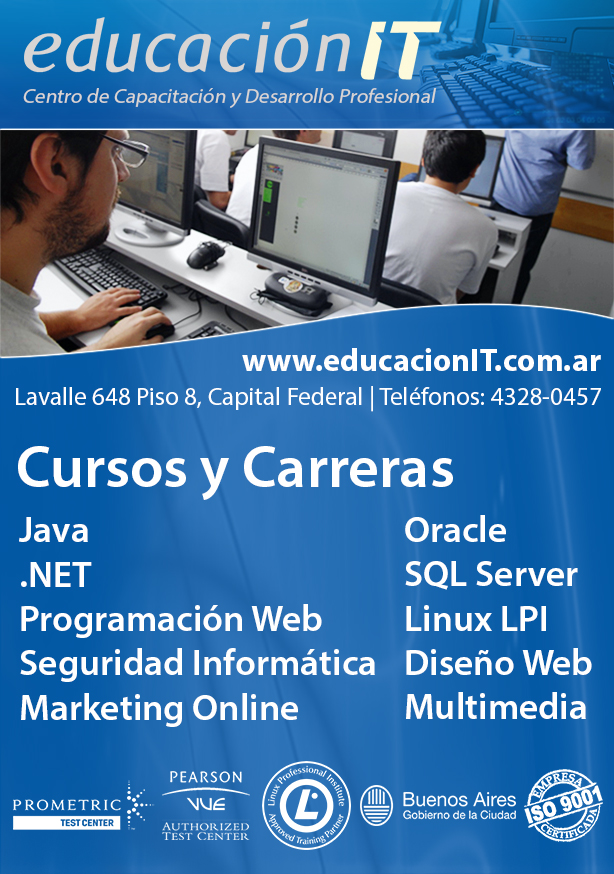 educaciónIT
Centro de Capacitación y Desarrollo Profesional
www.educacionIT.com.ar
Lavalle 648 Piso 8, Capital Federal | Teléfonos: 4328-0457
Cursos y Carreras
Java
.NET
Programación Web
Seguridad Informática
Marketing Online
Oracle
SQL Server
Linux LPI
Diseño Web
Multimedia
PROMETRIC
TEST CENTER
PEARSON
VUE
AUTHORIZED
TEST CENTER
Linux Professional Institute
L
Approved Training Partner
Buenos Aires
Gobierno de la Ciudad
EMPRESA
ISO 9001
CERTIFICADA